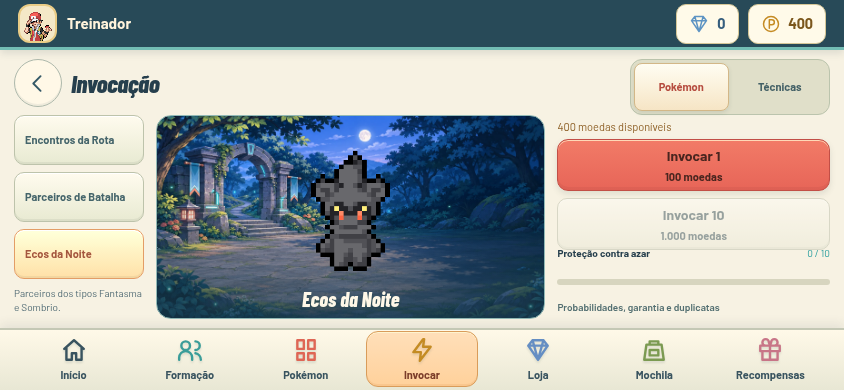 Treinador
0
400
Invocação
Pokémon
Técnicas
Encontros da Rota
Parceiros de Batalha
Ecos da Noite
Parceiros dos tipos Fantasma
e Sombrio.
Ecos da Noite
400 moedas disponíveis
Invocar 1
100 moedas
Invocar 10
1.000 moedas
Proteção contra azar
0 / 10
Probabilidades, garantia e duplicatas
Início
Formação
Pokémon
Invocar
Loja
Mochila
Recompensas